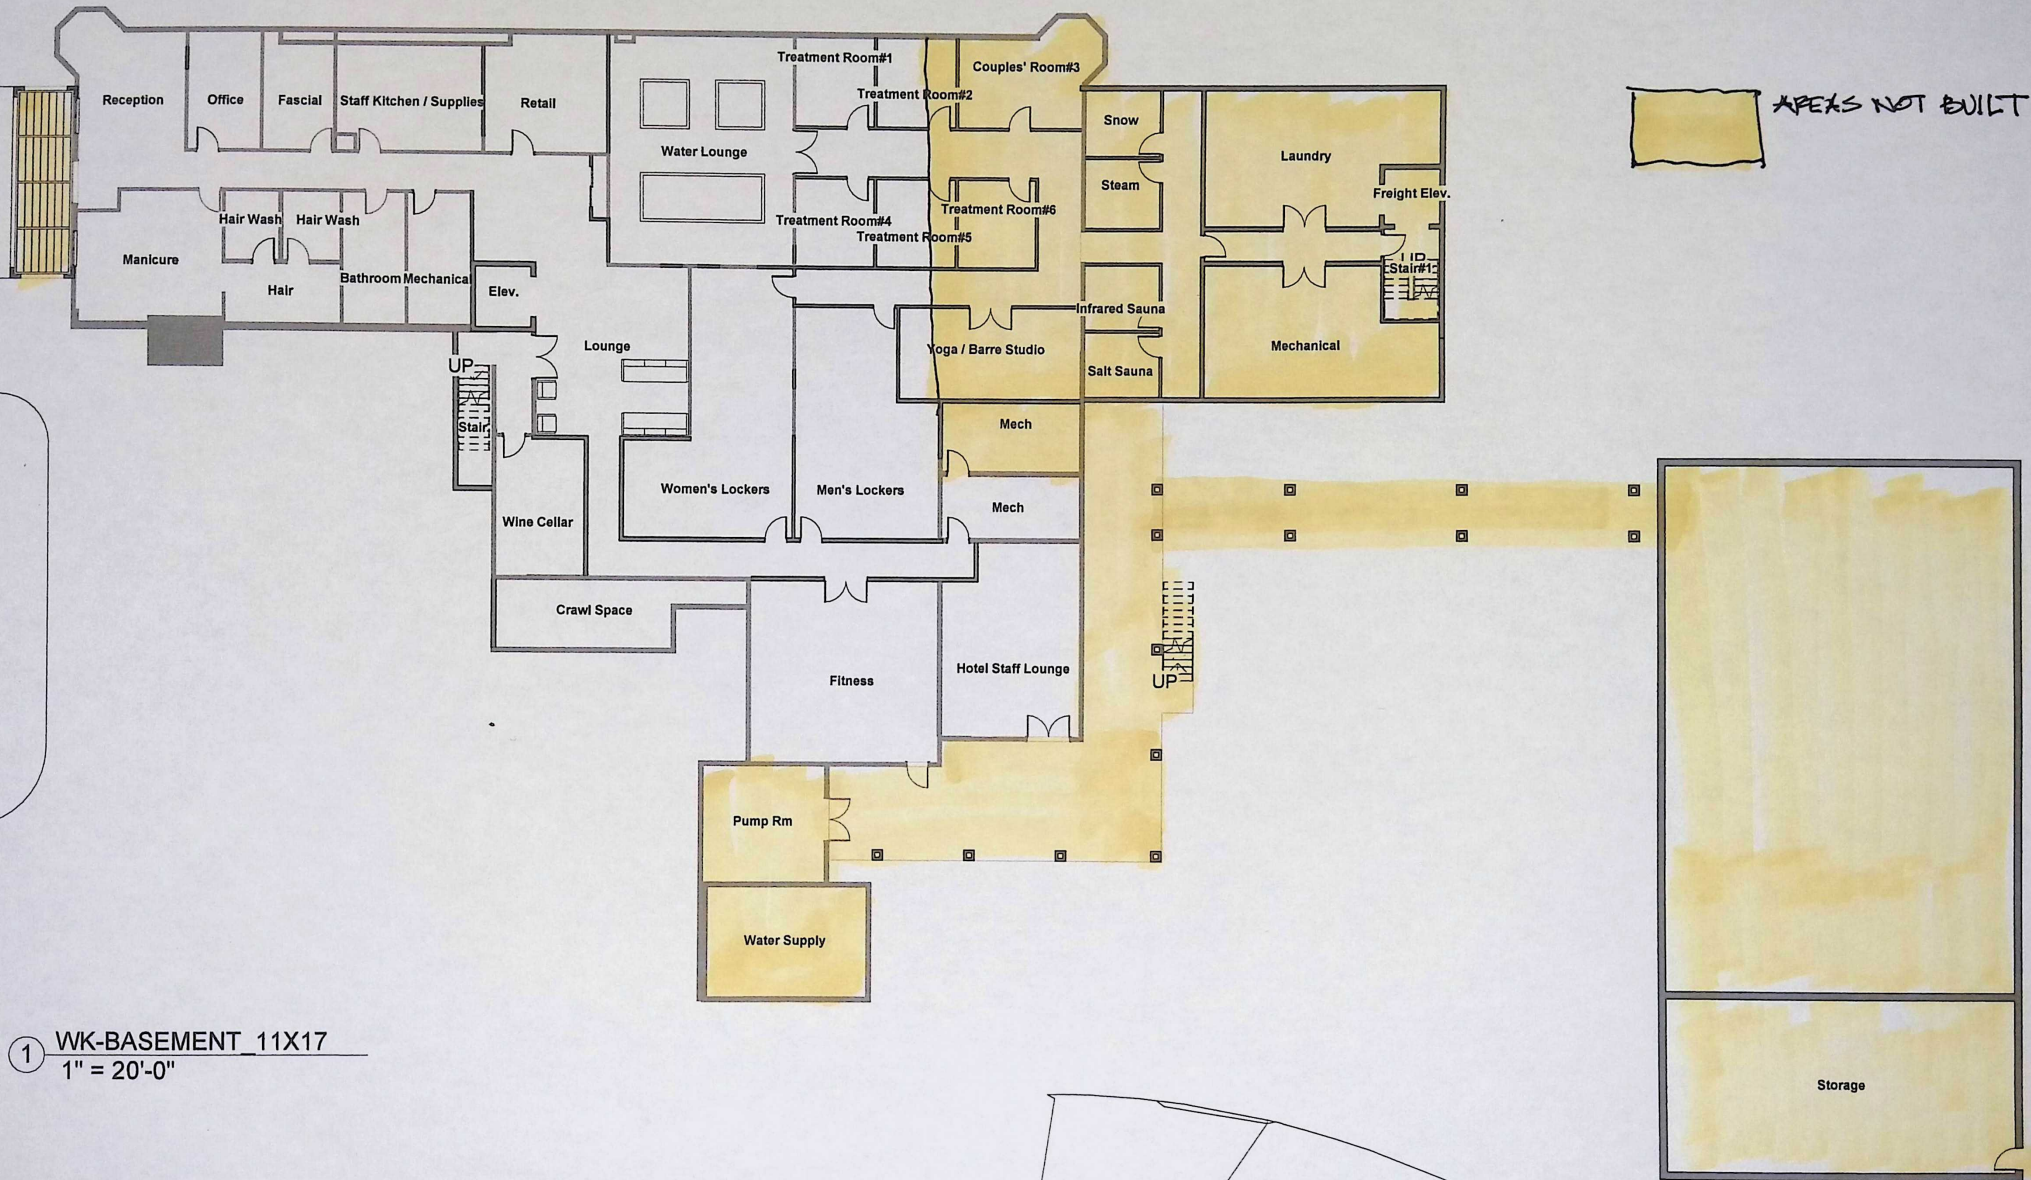 Reception
Office
Fascial
Staff Kitchen / Supplies
Retail
Water Lounge
Treatment Room#1
Treatment Room#2
Couples' Room#3
AREAS NOT BUILT
Snow
Steam
Laundry
Freight Elev.
UP
Stair#1
Hair Wash
Hair Wash
Manicure
Hair
Bathroom
Mechanical
Elev.
Treatment Room#4
Treatment Room#5
Treatment Room#6
Infrared Sauna
Salt Sauna
Mechanical
Lounge
Yoga / Barre Studio
UP
Stair
Mech
Women's Lockers
Men's Lockers
Mech
Wine Cellar
Crawl Space
Fitness
Hotel Staff Lounge
UP
Pump Rm
Water Supply
1
WK-BASEMENT_11X17
1" = 20'-0"
Storage